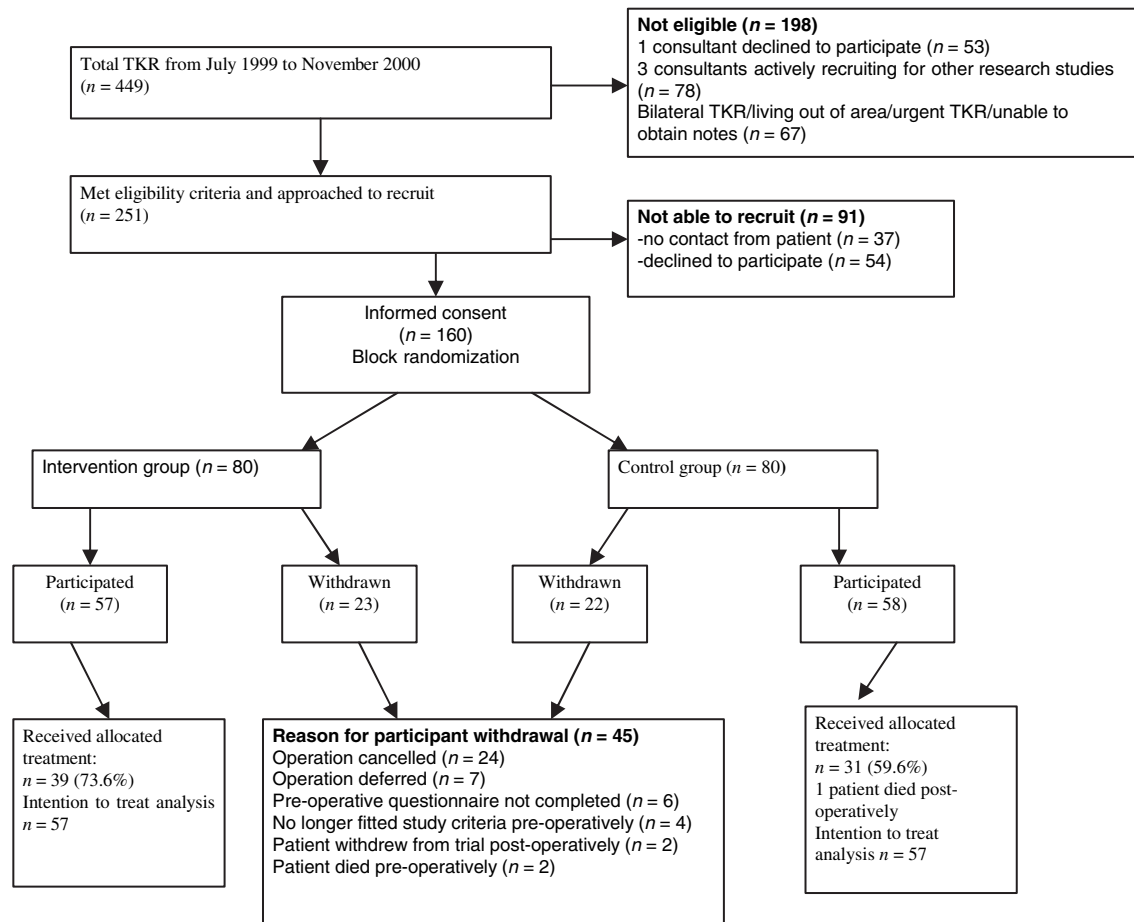 Total TKR from July 1999 to November 2000
(n = 449)
Not eligible (n = 198)
1 consultant declined to participate (n = 53)
3 consultants actively recruiting for other research studies
(n = 78)
Bilateral TKR/living out of area/urgent TKR/unable to
obtain notes (n = 67)
Met eligibility criteria and approached to recruit
(n = 251)
Not able to recruit (n = 91)
-no contact from patient (n = 37)
-declined to participate (n = 54)
Informed consent
(n = 160)
Block randomization
Intervention group (n = 80)
Control group (n = 80)
Participated
(n = 57)
Withdrawn
(n = 23)
Withdrawn
(n = 22)
Participated
(n = 58)
Received allocated
treatment:
n = 39 (73.6%)
Intention to treat analysis
n = 57
Reason for participant withdrawal (n = 45)
Operation cancelled (n = 24)
Operation deferred (n = 7)
Pre-operative questionnaire not completed (n = 6)
No longer fitted study criteria pre-operatively (n = 4)
Patient withdrew from trial post-operatively (n = 2)
Patient died pre-operatively (n = 2)
Received allocated
treatment:
n = 31 (59.6%)
1 patient died post-
operatively
Intention to treat
analysis n = 57